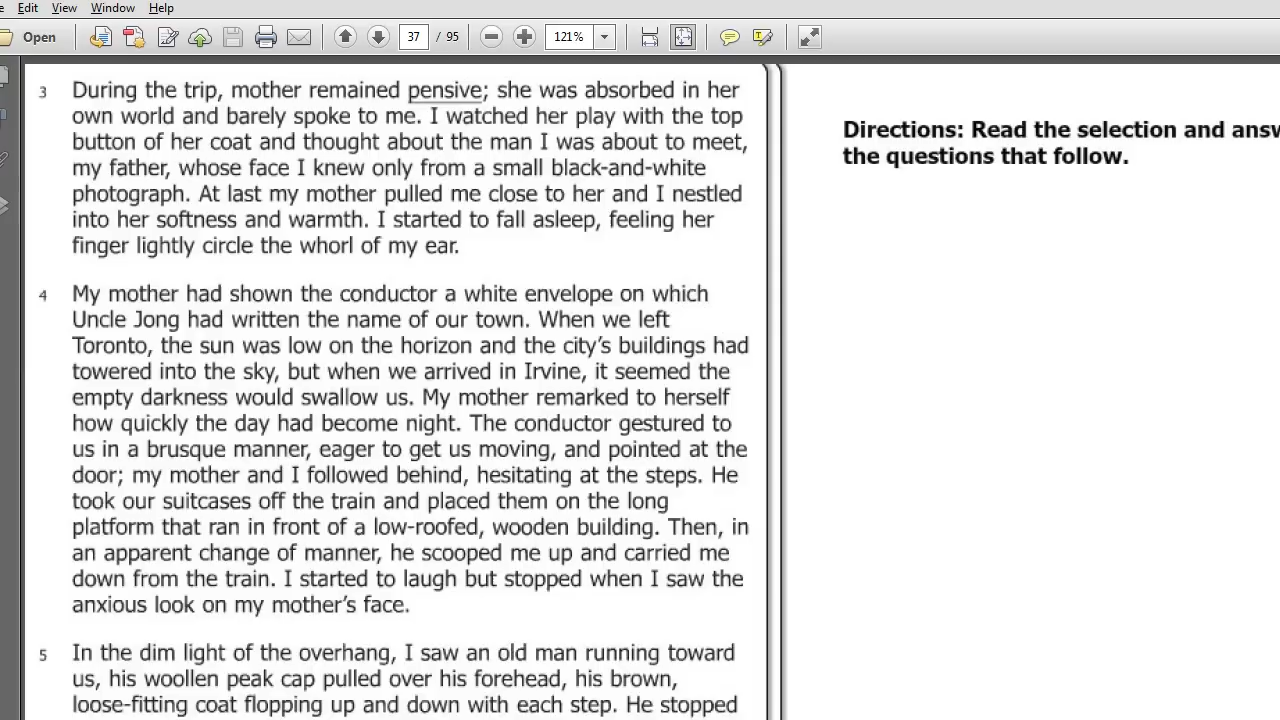 Edit View Window Help
Open 37 / 95 121%
3 During the trip, mother remained pensive; she was absorbed in her
own world and barely spoke to me. I watched her play with the top
button of her coat and thought about the man I was about to meet,
my father, whose face I knew only from a small black-and-white
photograph. At last my mother pulled me close to her and I nestled
into her softness and warmth. I started to fall asleep, feeling her
finger lightly circle the whorl of my ear.
4 My mother had shown the conductor a white envelope on which
Uncle Jong had written the name of our town. When we left
Toronto, the sun was low on the horizon and the city's buildings had
towered into the sky, but when we arrived in Irvine, it seemed the
empty darkness would swallow us. My mother remarked to herself
how quickly the day had become night. The conductor gestured to
us in a brusque manner, eager to get us moving, and pointed at the
door; my mother and I followed behind, hesitating at the steps. He
took our suitcases off the train and placed them on the long
platform that ran in front of a low-roofed, wooden building. Then, in
an apparent change of manner, he scooped me up and carried me
down from the train. I started to laugh but stopped when I saw the
anxious look on my mother's face.
5 In the dim light of the overhang, I saw an old man running toward
us, his woollen peak cap pulled over his forehead, his brown,
loose-fitting coat flopping up and down with each step. He stopped
Directions: Read the selection and answ
the questions that follow.